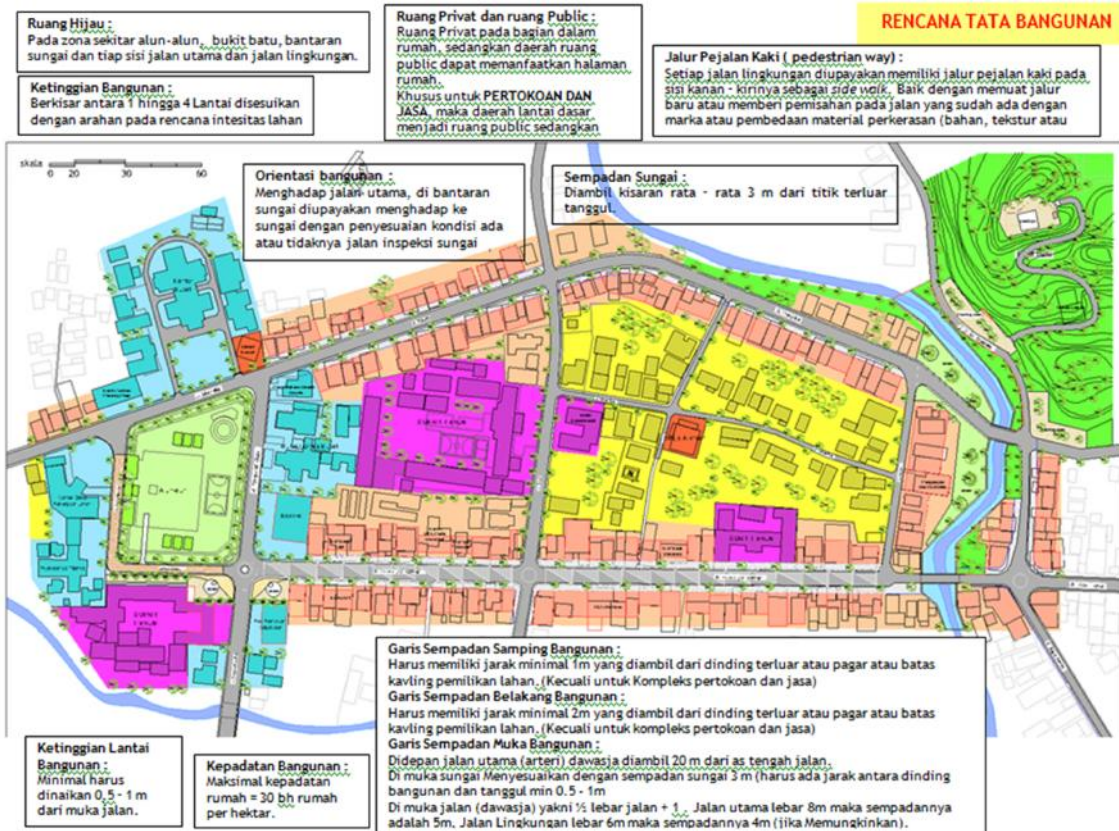 RENCANA TATA BANGUNAN
Ruang Hijau :
Pada zona sekitar alun-alun, bukit batu, bantaran
sungai dan tiap sisi jalan utama dan jalan lingkungan.
Ketinggian Bangunan :
Berkisar antara 1 hingga 4 Lantai disesuikan
dengan arahan pada rencana intesitas lahan
Ruang Privat dan ruang Public :
Ruang Privat pada bagian dalam
rumah, sedangkan daerah ruang
public dapat memanfaatkan halaman
rumah.
Khusus untuk PERTOKOAN DAN
JASA, maka daerah lantai dasar
menjadi ruang public sedangkan
Jalur Pejalan Kaki ( pedestrian way) :
Setiap jalan lingkungan diupayakan memiliki jalur pejalan kaki pada
sisi kanan - kirinya sebagai side walk. Baik dengan memuat jalur
baru atau memberi pemisahan pada jalan yang sudah ada dengan
marka atau pembedaan material perkerasan (bahan, tekstur atau
skala
0 20 30 60
Orientasi bangunan :
Menghadap jalan utama, di bantaran
sungai diupayakan menghadap ke
sungai dengan penyesuaian kondisi ada
atau tidaknya jalan inspeksi sungai
Sempadan Sungai :
Diambil kisaran rata - rata 3 m dari titik terluar
tanggul.
Garis Sempadan Samping Bangunan :
Harus memiliki jarak minimal 1m yang diambil dari dinding terluar atau pagar atau batas
kavling pemilikan lahan. (Kecuali untuk Kompleks pertokoan dan jasa)
Garis Sempadan Belakang Bangunan :
Harus memiliki jarak minimal 2m yang diambil dari dinding terluar atau pagar atau batas
kavling pemilikan lahan. (Kecuali untuk kompleks pertokoan dan jasa)
Garis Sempadan Muka Bangunan :
Didepan jalan utama (arteri) dawasja diambil 20 m dari as tengah jalan.
Di muka sungai Menyesuaikan dengan sempadan sungai 3 m (harus ada jarak antara dinding
bangunan dan tanggul min 0.5 - 1m
Di muka jalan (dawasja) yakni ½ lebar jalan + 1 . Jalan utama lebar 8m maka sempadannya
adalah 5m. Jalan Lingkungan lebar 6m maka sempadannya 4m (jika Memungkinkan).
Ketinggian Lantai
Bangunan :
Minimal harus
dinaikan 0,5 - 1m
dari muka jalan.
Kepadatan Bangunan :
Maksimal kepadatan
rumah = 30 bh rumah
per hektar.